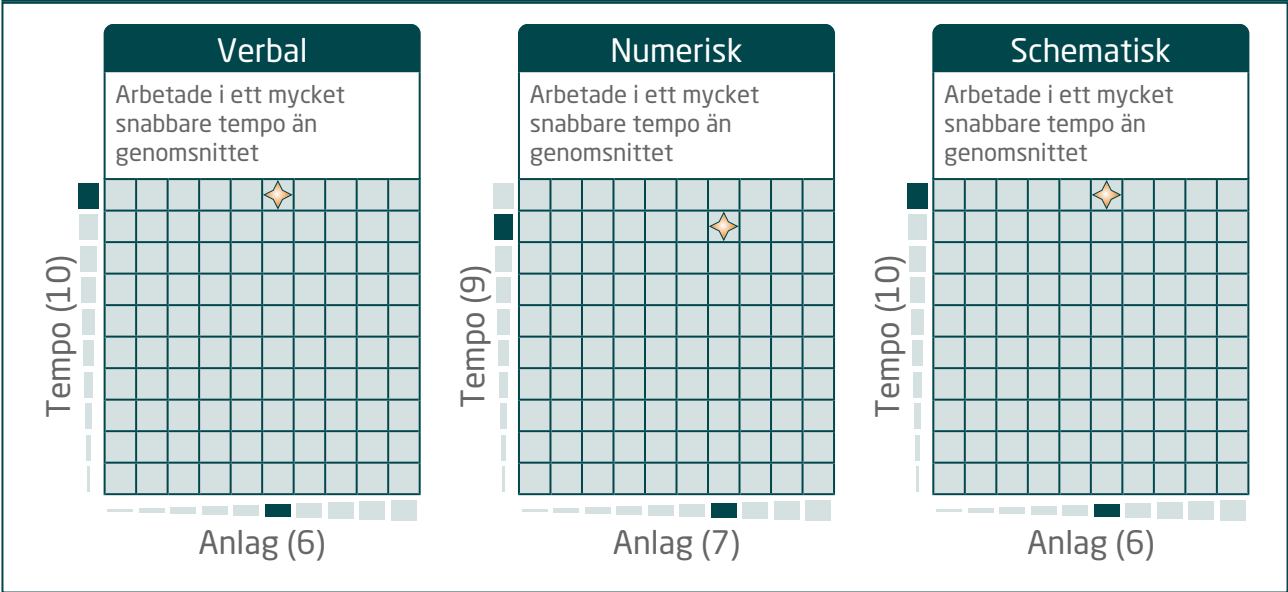 Verbal
Arbetade i ett mycket
snabbare tempo än
genomsnittet
Tempo (10)
Anlag (6)
Numerisk
Arbetade i ett mycket
snabbare tempo än
genomsnittet
Tempo (9)
Anlag (7)
Schematisk
Arbetade i ett mycket
snabbare tempo än
genomsnittet
Tempo (10)
Anlag (6)